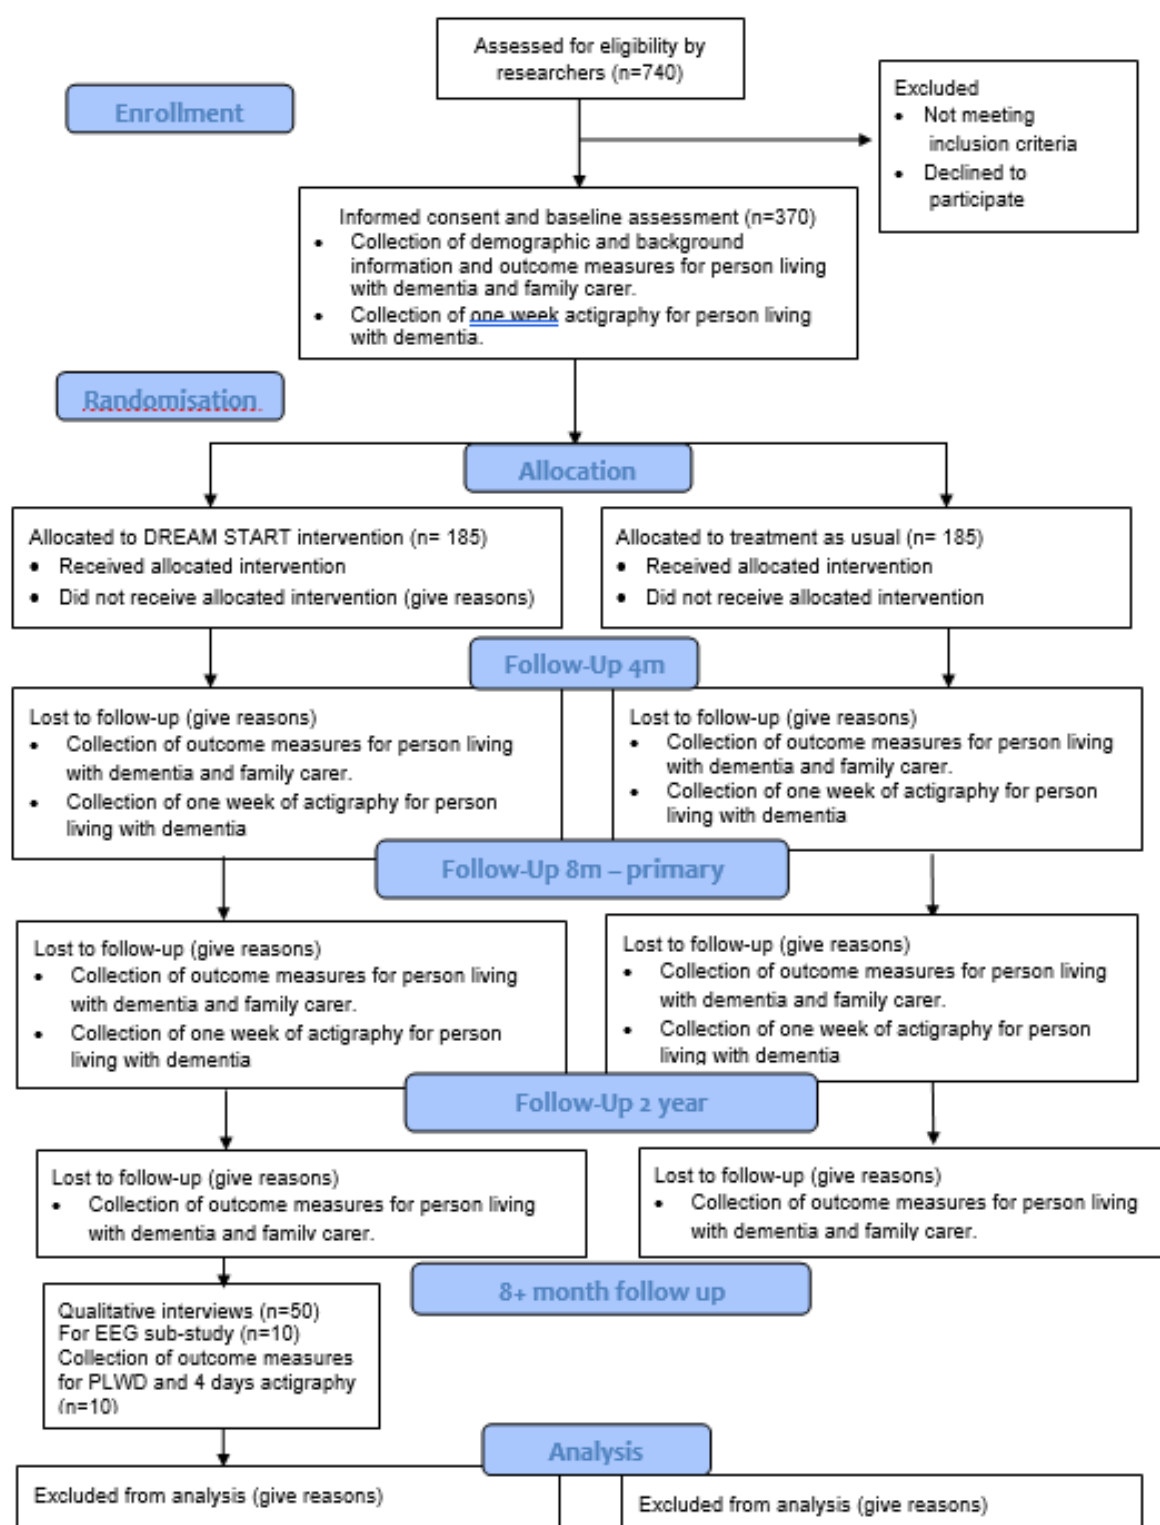 Assessed for eligibility by
researchers (n=740)
Enrollment
Excluded
• Not meeting
inclusion criteria
• Declined to
participate
Informed consent and baseline assessment (n=370)
• Collection of demographic and background
information and outcome measures for person living
with dementia and family carer.
• Collection of one week actigraphy for person living
with dementia.
Randomisation
Allocation
Allocated to DREAM START intervention (n= 185)
• Received allocated intervention
• Did not receive allocated intervention (give reasons)
Allocated to treatment as usual (n= 185)
• Received allocated intervention
• Did not receive allocated intervention
Follow-Up 4m
Lost to follow-up (give reasons)
• Collection of outcome measures for person living
with dementia and family carer.
• Collection of one week of actigraphy for person
living with dementia
Lost to follow-up (give reasons)
• Collection of outcome measures for person living
with dementia and family carer.
• Collection of one week of actigraphy for person
living with dementia
Follow-Up 8m – primary
Lost to follow-up (give reasons)
• Collection of outcome measures for person living
with dementia and family carer.
• Collection of one week of actigraphy for person
living with dementia
Lost to follow-up (give reasons)
• Collection of outcome measures for person living
with dementia and family carer.
• Collection of one week of actigraphy for person
living with dementia
Follow-Up 2 year
Lost to follow-up (give reasons)
• Collection of outcome measures for person living
with dementia and family carer.
Lost to follow-up (give reasons)
• Collection of outcome measures for person living
with dementia and family carer.
8+ month follow up
Qualitative interviews (n=50)
For EEG sub-study (n=10)
Collection of outcome measures
for PLWD and 4 days actigraphy
(n=10)
Analysis
Excluded from analysis (give reasons)
Excluded from analysis (give reasons)